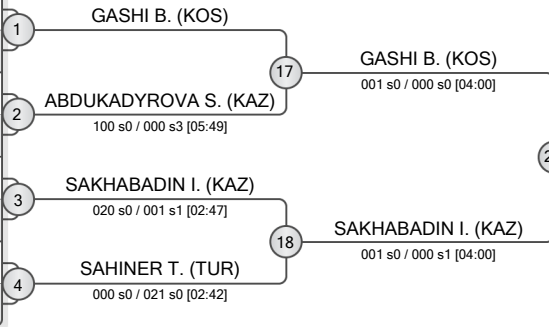 1
GASHI B. (KOS)
17
GASHI B. (KOS)
001 s0 / 000 s0 [04:00]
2
ABDUKADYROVA S. (KAZ)
100 s0 / 000 s3 [05:49]
3
SAKHABADIN I. (KAZ)
020 s0 / 001 s1 [02:47]
18
SAKHABADIN I. (KAZ)
001 s0 / 000 s1 [04:00]
4
SAHINER T. (TUR)
000 s0 / 021 s0 [02:42]